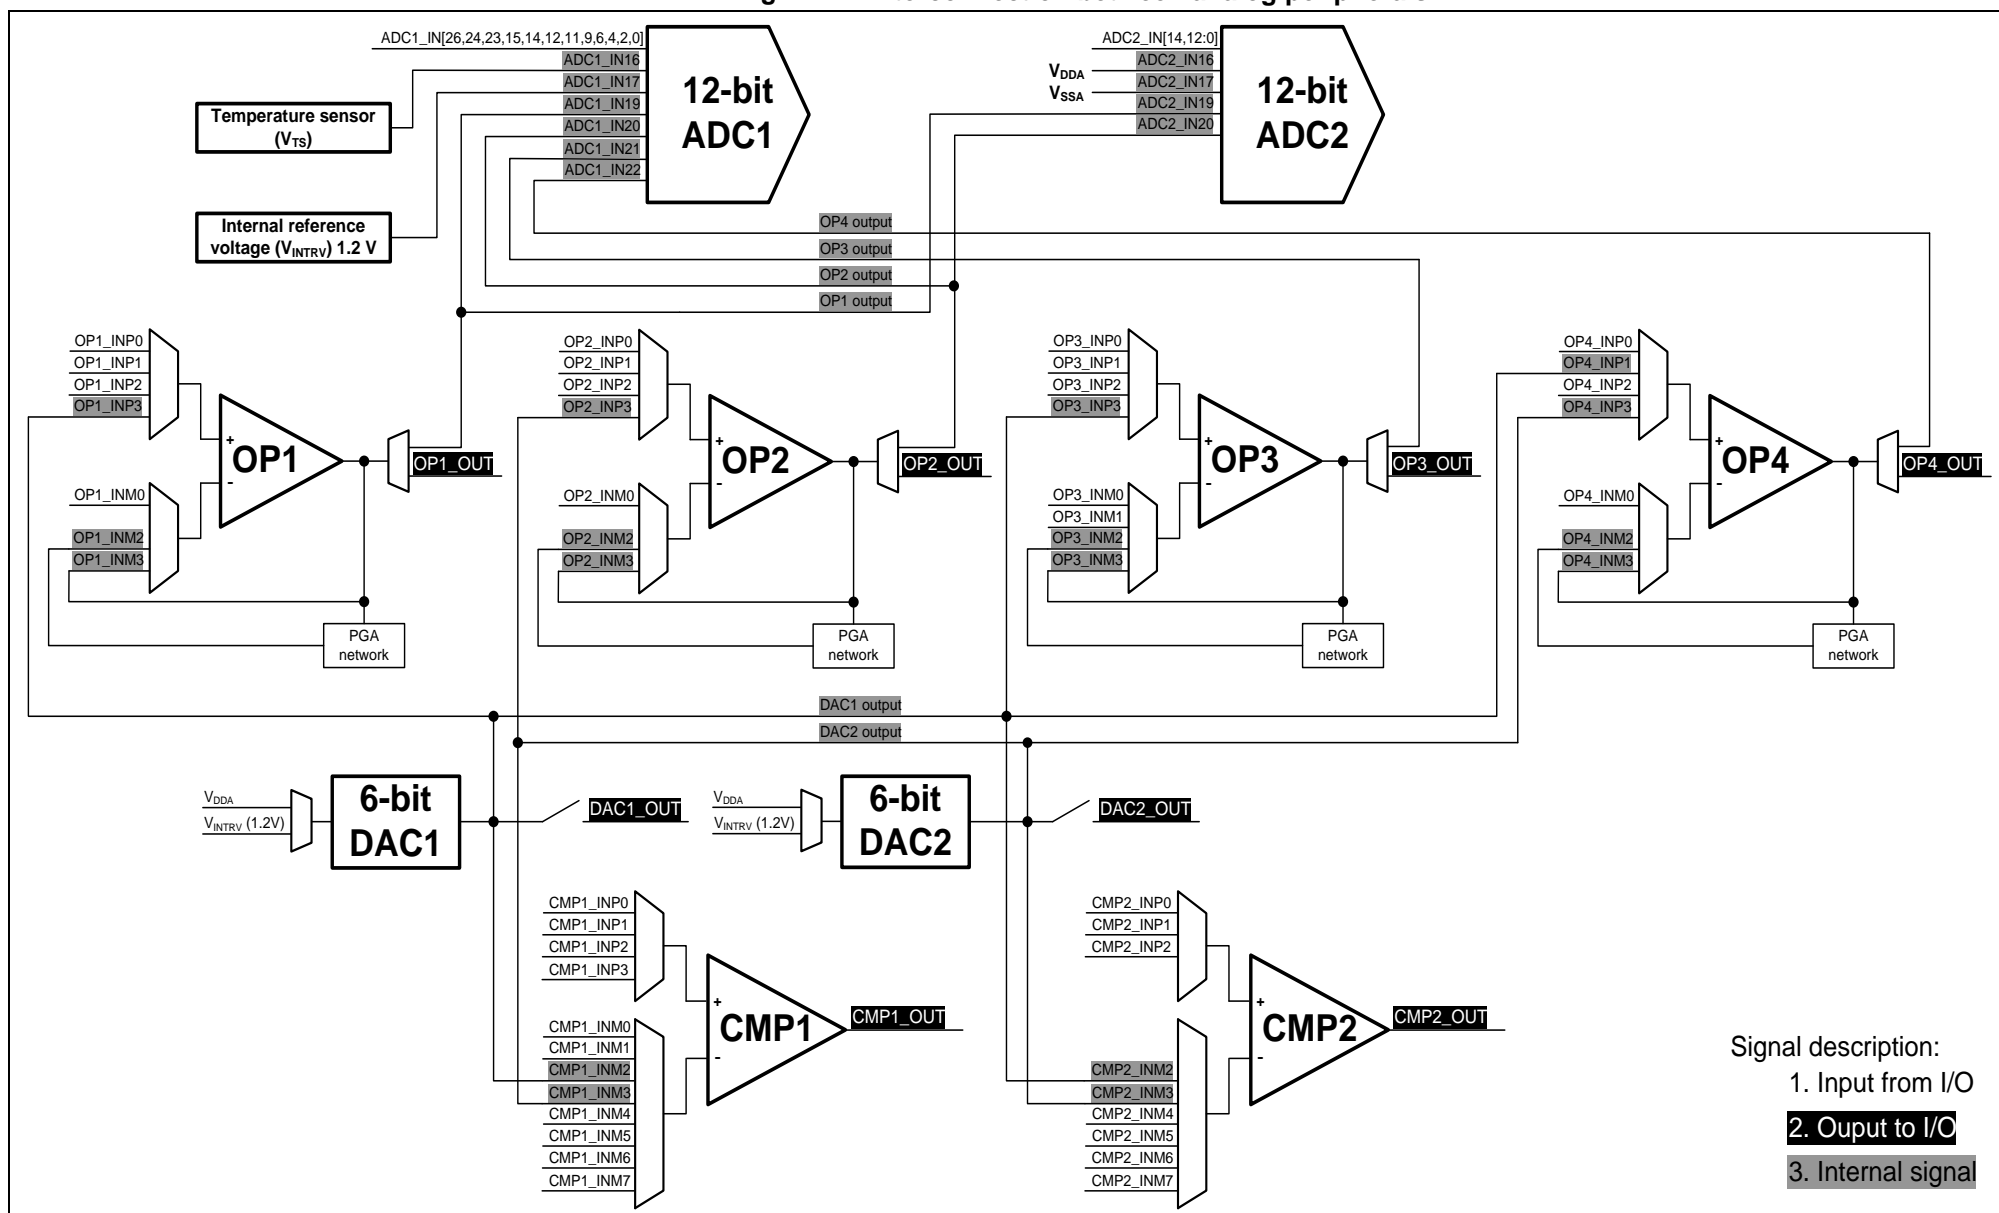 ADC1_IN[26,24,23,15,14,12,11,9,6,4,2,0]
ADC1_IN16
ADC1_IN17
ADC1_IN19
ADC1_IN20
ADC1_IN21
ADC1_IN22
12-bit
ADC1
ADC2_IN[14,12:0]
ADC2_IN16
ADC2_IN17
ADC2_IN19
ADC2_IN20
VDDA
VSSA
12-bit
ADC2
Temperature sensor
(VTS)
Internal reference
voltage (VINTRV) 1.2 V
OP4 output
OP3 output
OP2 output
OP1 output
OP1_INP0
OP1_INP1
OP1_INP2
OP1_INP3
OP1_INM0
OP1_INM2
OP1_INM3
+
-
OP1
OP1_OUT
PGA
network
OP2_INP0
OP2_INP1
OP2_INP2
OP2_INP3
OP2_INM0
OP2_INM2
OP2_INM3
+
-
OP2
OP2_OUT
PGA
network
OP3_INP0
OP3_INP1
OP3_INP2
OP3_INP3
OP3_INM0
OP3_INM1
OP3_INM2
OP3_INM3
+
-
OP3
OP3_OUT
PGA
network
OP4_INP0
OP4_INP1
OP4_INP2
OP4_INP3
OP4_INM0
OP4_INM2
OP4_INM3
+
-
OP4
OP4_OUT
PGA
network
DAC1 output
DAC2 output
VDDA
VINTRV (1.2V)
6-bit
DAC1
DAC1_OUT
VDDA
VINTRV (1.2V)
6-bit
DAC2
DAC2_OUT
CMP1_INP0
CMP1_INP1
CMP1_INP2
CMP1_INP3
CMP1_INM0
CMP1_INM1
CMP1_INM2
CMP1_INM3
CMP1_INM4
CMP1_INM5
CMP1_INM6
CMP1_INM7
+
-
CMP1
CMP1_OUT
CMP2_INP0
CMP2_INP1
CMP2_INP2
CMP2_INM2
CMP2_INM3
CMP2_INM4
CMP2_INM5
CMP2_INM6
CMP2_INM7
+
-
CMP2
CMP2_OUT
Signal description:
1. Input from I/O
2. Ouput to I/O
3. Internal signal